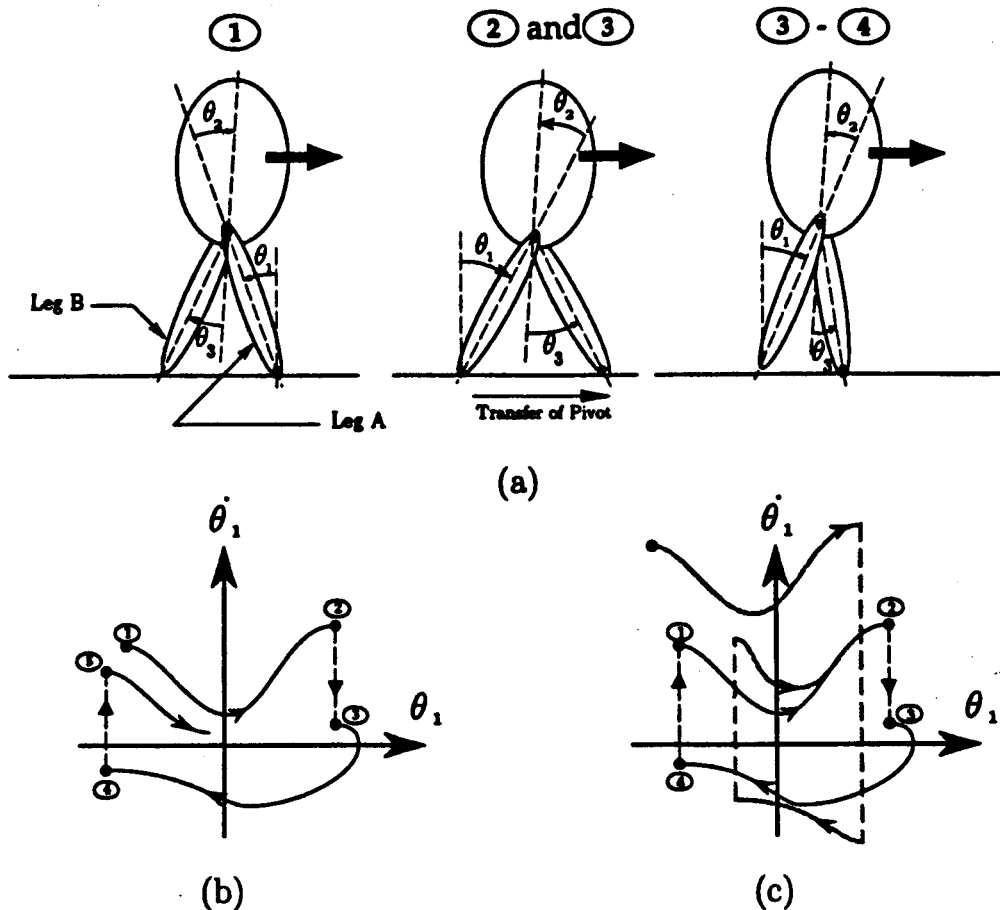 ① ② and ③ ③ - ④
θ₂ θ₂ θ₂
θ₁ θ₁ θ₁
Leg B
θ₃ θ₃ θ₃
Leg A
Transfer of Pivot
(a)
θ̇₁ θ̇₁
① ② ① ②
⑤
③ θ₁ ③ θ₁
④ ④
(b) (c)